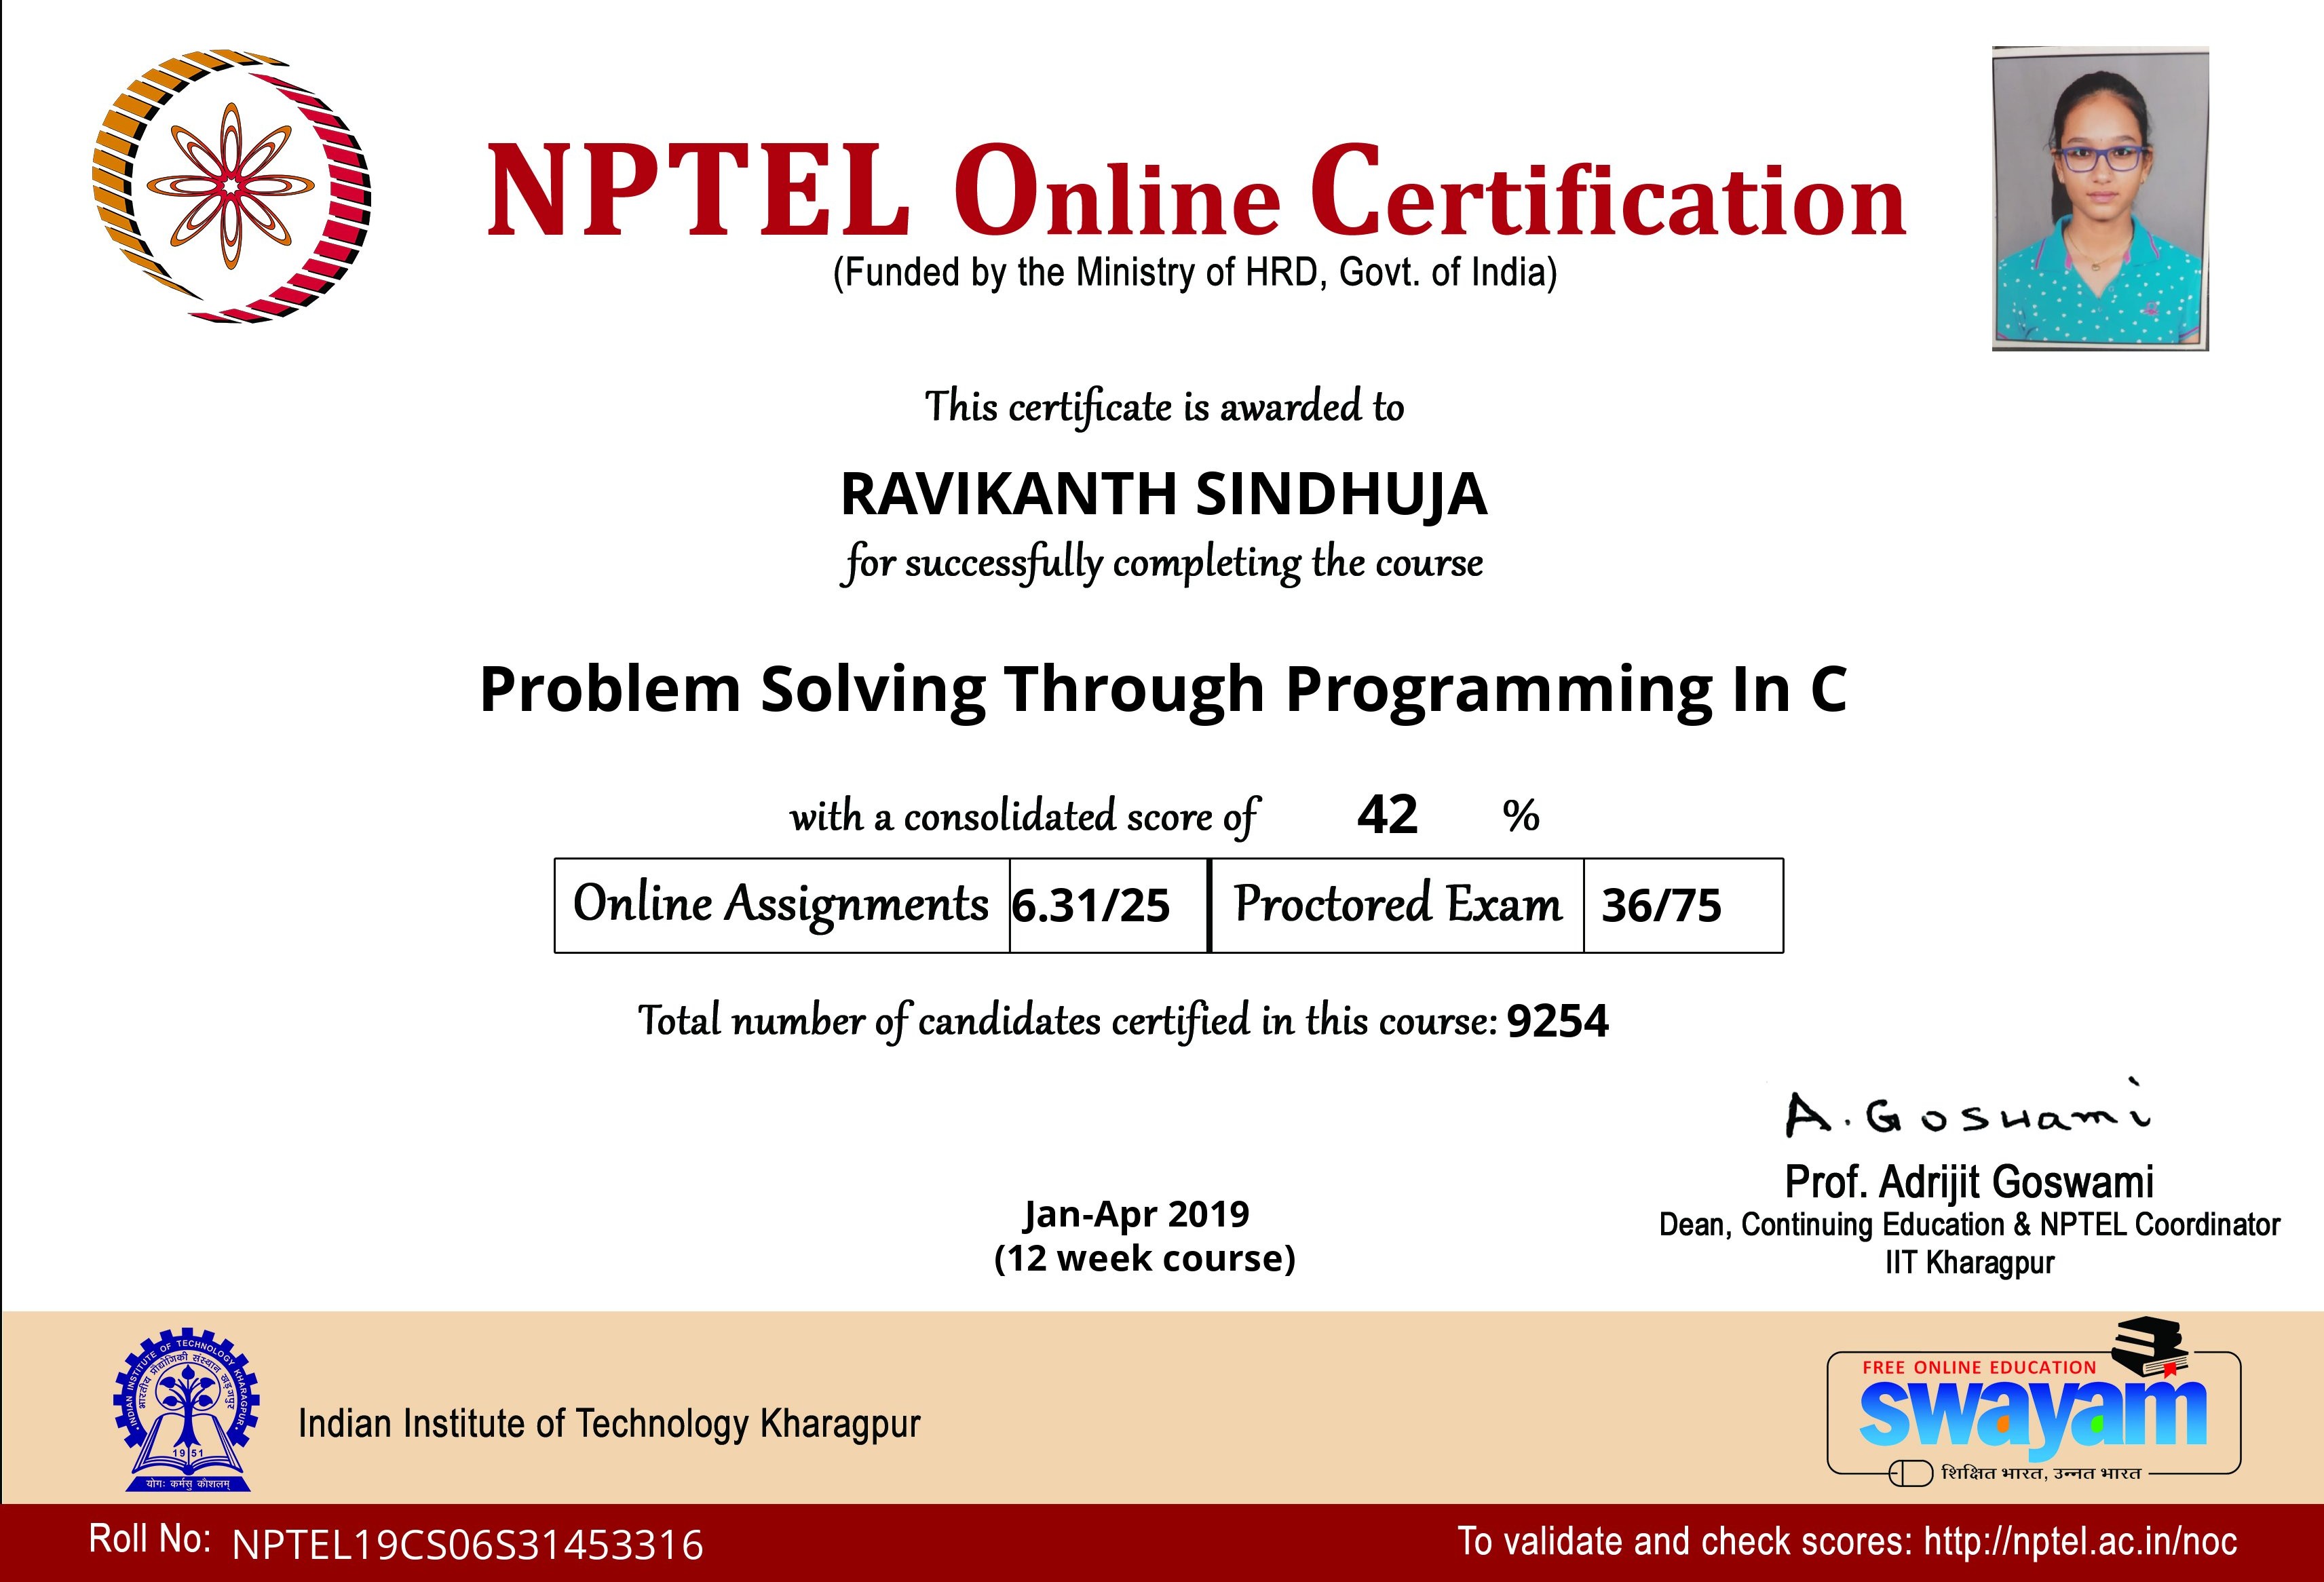 NPTEL Online Certification
(Funded by the Ministry of HRD, Govt. of India)
This certificate is awarded to
RAVIKANTH SINDHUJA
for successfully completing the course
Problem Solving Through Programming In C
with a consolidated score of 42 %
Online Assignments 6.31/25 Proctored Exam 36/75
Total number of candidates certified in this course: 9254
A. Goswami
Prof. Adrijit Goswami
Dean, Continuing Education & NPTEL Coordinator
IIT Kharagpur
Jan-Apr 2019
(12 week course)
INDIAN INSTITUTE OF TECHNOLOGY KHARAGPUR
भारतीय प्रौद्योगिकी संस्थान खड़गपुर
1951
योगः कर्मसु कौशलम्
Indian Institute of Technology Kharagpur
FREE ONLINE EDUCATION
swayam
शिक्षित भारत, उन्नत भारत
Roll No: NPTEL19CS06S31453316
To validate and check scores: http://nptel.ac.in/noc